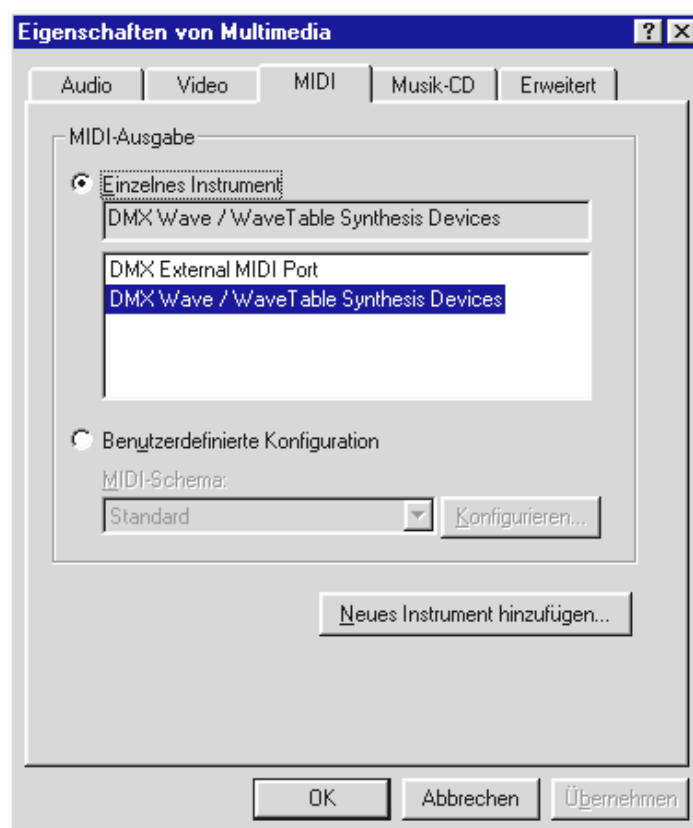 Eigenschaften von Multimedia
Audio Video MIDI Musik-CD Erweitert
MIDI-Ausgabe
Einzelnes Instrument
DMX Wave / WaveTable Synthesis Devices
DMX External MIDI Port
DMX Wave / WaveTable Synthesis Devices
Benutzerdefinierte Konfiguration
MIDI-Schema:
Standard Konfigurieren...
Neues Instrument hinzufügen...
OK Abbrechen Übernehmen